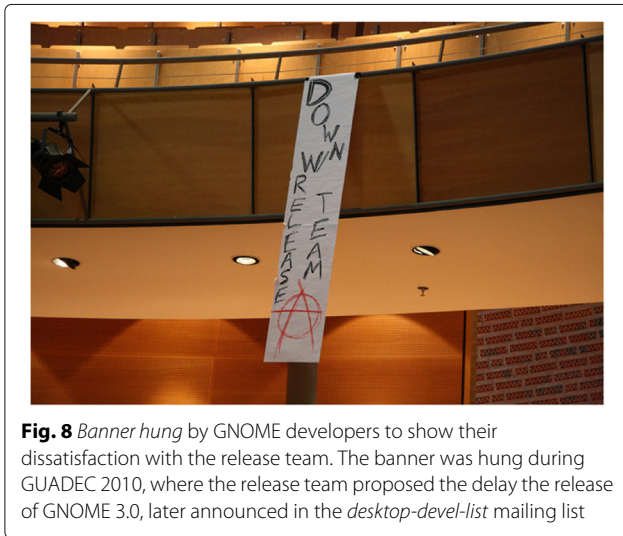 DOWN
W/
RELEASE
TEAM
Fig. 8 Banner hung by GNOME developers to show their
dissatisfaction with the release team. The banner was hung during
GUADEC 2010, where the release team proposed the delay the release
of GNOME 3.0, later announced in the desktop-devel-list mailing list